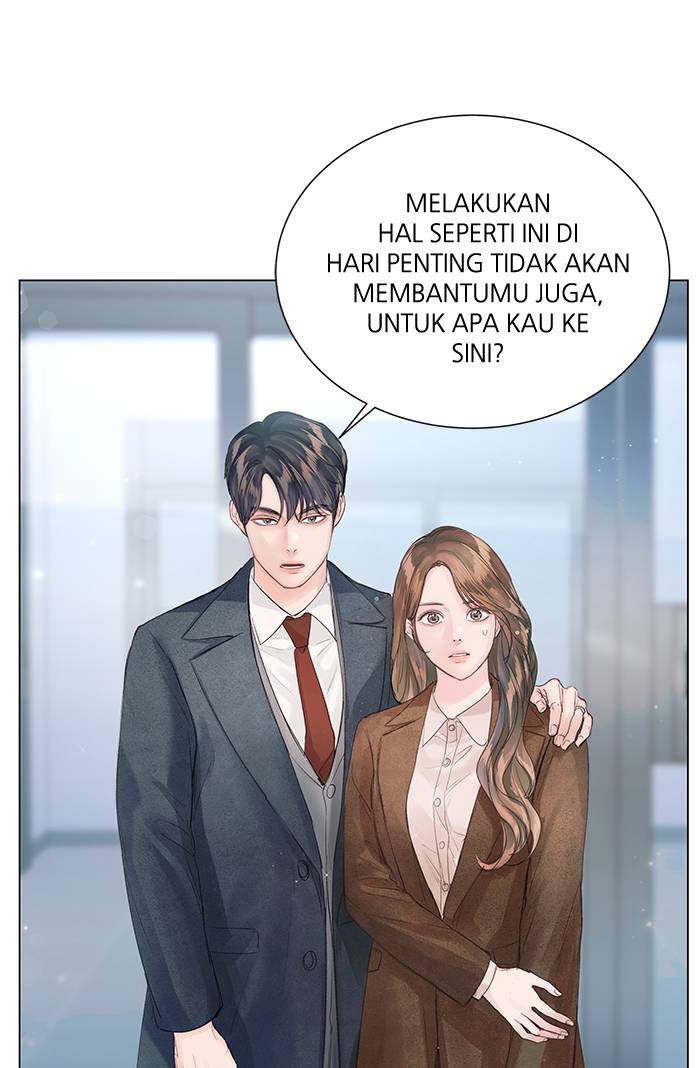 MELAKUKAN
HAL SEPERTI INI DI
HARI PENTING TIDAK AKAN
MEMBANTUMU JUGA,
UNTUK APA KAU KE
SINI?